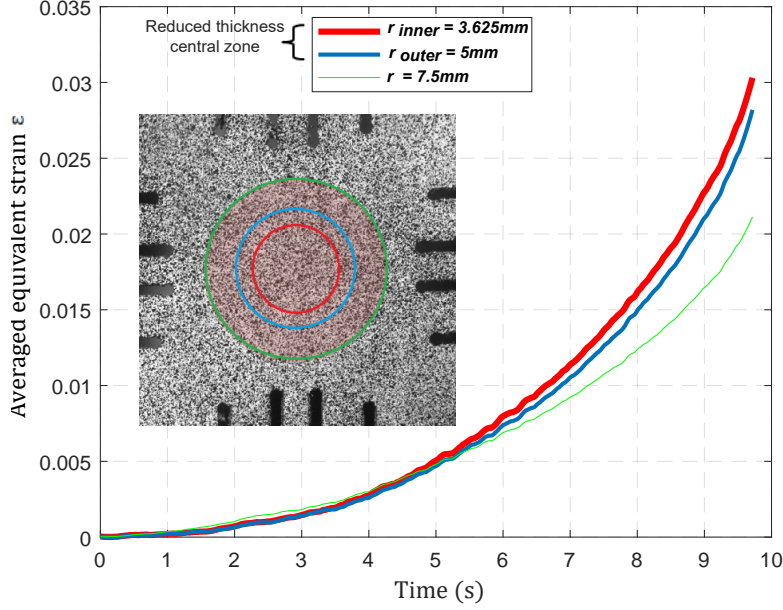 Reduced thickness
central zone
r inner = 3.625mm
r outer = 5mm
r = 7.5mm
Averaged equivalent strain ε
0.035
0.03
0.025
0.02
0.015
0.01
0.005
0
0 1 2 3 4 5 6 7 8 9 10
Time (s)